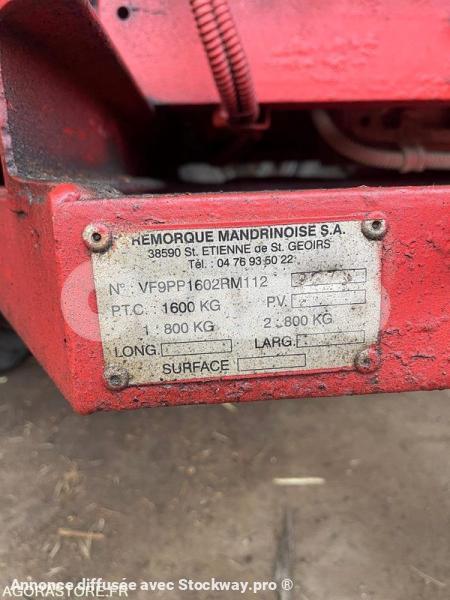 REMORQUE MANDRINOISE S.A.
38590 St. ETIENNE de St. GEOIRS
Tél. : 04 76 93 50 22
N° : VF9PP1602RM112
P.T.C. : 1600 KG PV.
1 : 800 KG 2 : 800 KG
LONG. LARG.
SURFACE
Annonce diffusée avec Stockway.pro ®
AGORASTORE.FR